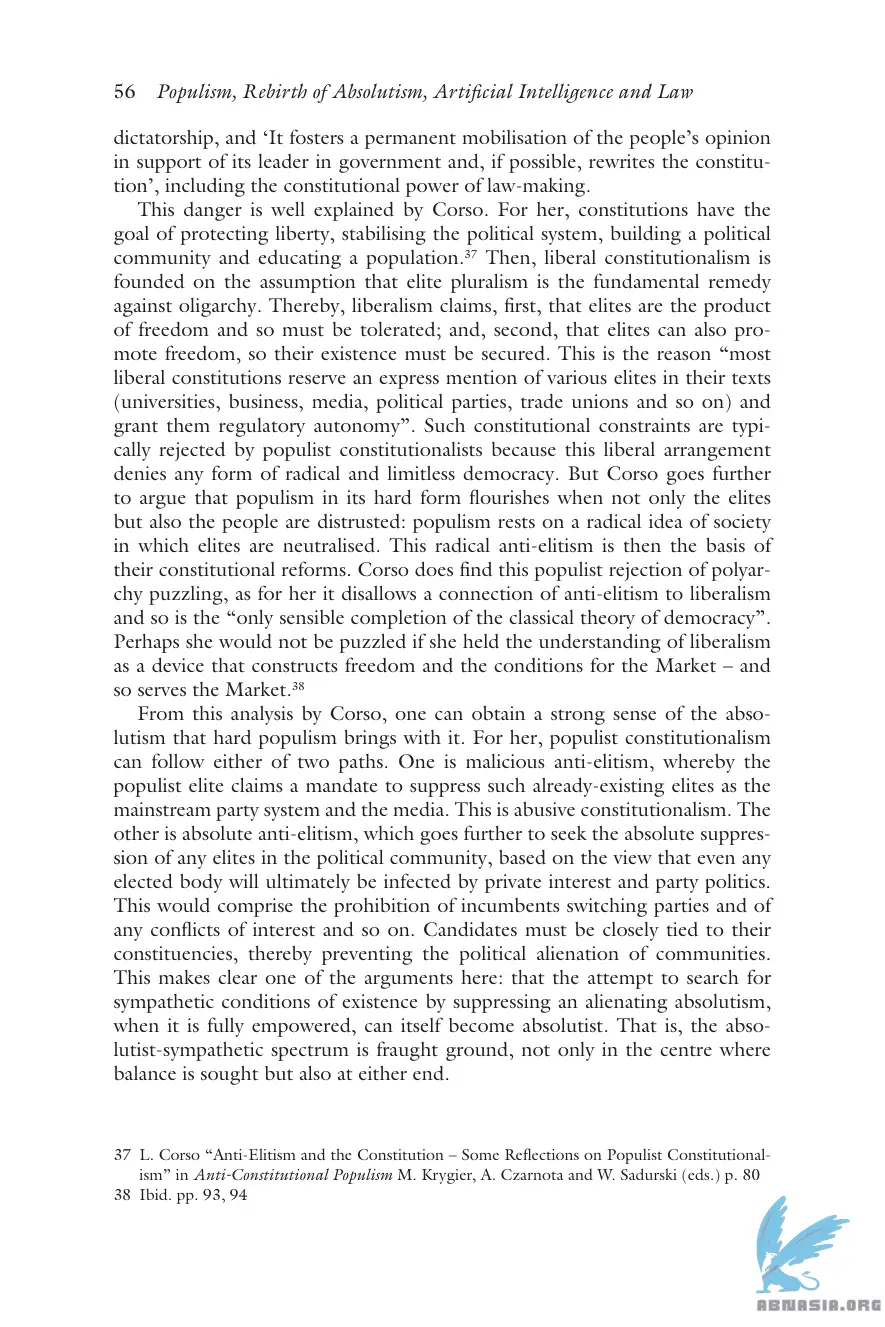 56 Populism, Rebirth of Absolutism, Artificial Intelligence and Law
dictatorship, and ‘It fosters a permanent mobilisation of the people’s opinion
in support of its leader in government and, if possible, rewrites the constitu-
tion’, including the constitutional power of law-making.
This danger is well explained by Corso. For her, constitutions have the
goal of protecting liberty, stabilising the political system, building a political
community and educating a population.³⁷ Then, liberal constitutionalism is
founded on the assumption that elite pluralism is the fundamental remedy
against oligarchy. Thereby, liberalism claims, first, that elites are the product
of freedom and so must be tolerated; and, second, that elites can also pro-
mote freedom, so their existence must be secured. This is the reason “most
liberal constitutions reserve an express mention of various elites in their texts
(universities, business, media, political parties, trade unions and so on) and
grant them regulatory autonomy”. Such constitutional constraints are typi-
cally rejected by populist constitutionalists because this liberal arrangement
denies any form of radical and limitless democracy. But Corso goes further
to argue that populism in its hard form flourishes when not only the elites
but also the people are distrusted: populism rests on a radical idea of society
in which elites are neutralised. This radical anti-elitism is then the basis of
their constitutional reforms. Corso does find this populist rejection of polyar-
chy puzzling, as for her it disallows a connection of anti-elitism to liberalism
and so is the “only sensible completion of the classical theory of democracy”.
Perhaps she would not be puzzled if she held the understanding of liberalism
as a device that constructs freedom and the conditions for the Market – and
so serves the Market.³⁸
From this analysis by Corso, one can obtain a strong sense of the abso-
lutism that hard populism brings with it. For her, populist constitutionalism
can follow either of two paths. One is malicious anti-elitism, whereby the
populist elite claims a mandate to suppress such already-existing elites as the
mainstream party system and the media. This is abusive constitutionalism. The
other is absolute anti-elitism, which goes further to seek the absolute suppres-
sion of any elites in the political community, based on the view that even any
elected body will ultimately be infected by private interest and party politics.
This would comprise the prohibition of incumbents switching parties and of
any conflicts of interest and so on. Candidates must be closely tied to their
constituencies, thereby preventing the political alienation of communities.
This makes clear one of the arguments here: that the attempt to search for
sympathetic conditions of existence by suppressing an alienating absolutism,
when it is fully empowered, can itself become absolutist. That is, the abso-
lutist-sympathetic spectrum is fraught ground, not only in the centre where
balance is sought but also at either end.
37 L. Corso “Anti-Elitism and the Constitution – Some Reflections on Populist Constitutional-
ism” in Anti-Constitutional Populism M. Krygier, A. Czarnota and W. Sadurski (eds.) p. 80
38 Ibid. pp. 93, 94
ABNASIA.ORG